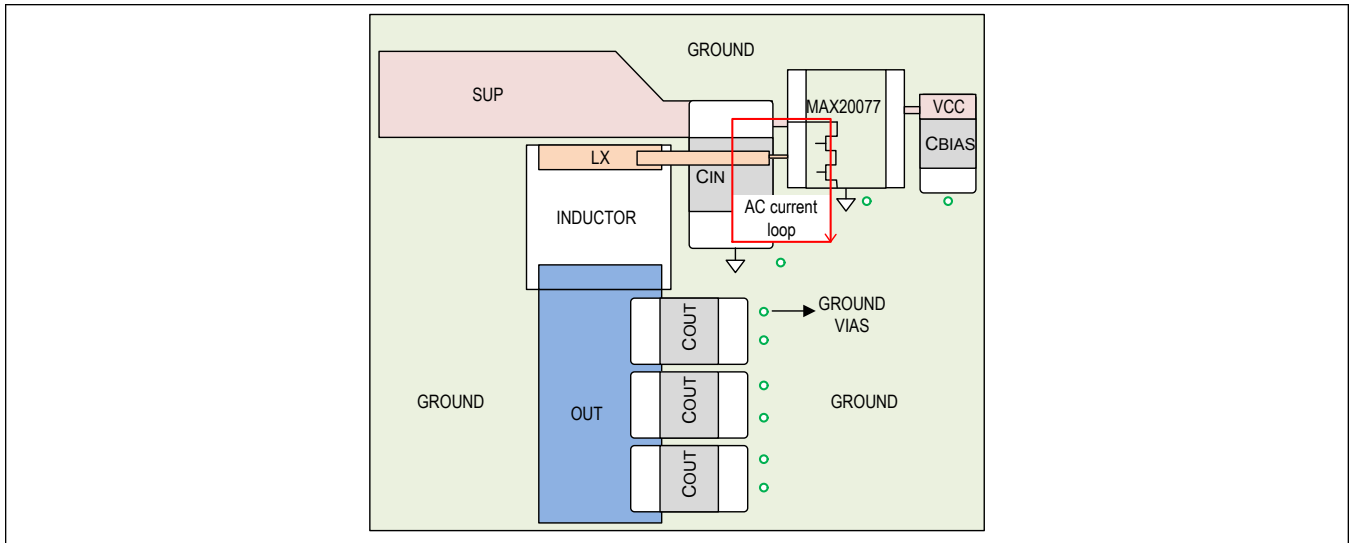 GROUND
SUP
MAX20077
VCC
CBIAS
LX
CIN
AC current
loop
INDUCTOR
GROUND
VIAS
COUT
COUT
COUT
GROUND
OUT
GROUND